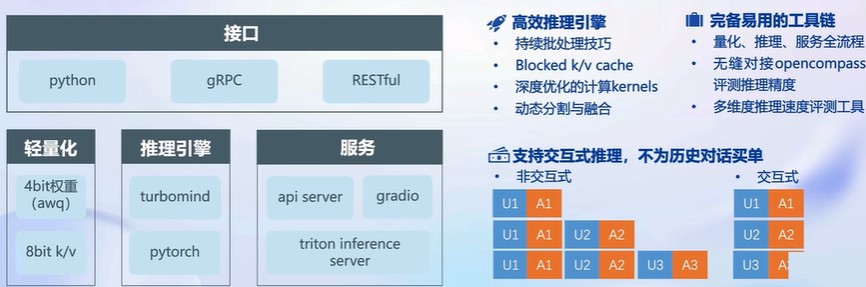 接口
python
gRPC
RESTful
轻量化
4bit权重
（awq）
8bit k/v
推理引擎
turbomind
pytorch
服务
api server
gradio
triton inference
server
高效推理引擎
• 持续批处理技巧
• Blocked k/v cache
• 深度优化的计算kernels
• 动态分割与融合
完备易用的工具链
• 量化、推理、服务全流程
• 无缝对接opencompass
评测推理精度
• 多维度推理速度评测工具
支持交互式推理，不为历史对话买单
• 非交互式
U1 A1
U1 A1 U2 A2
U1 A1 U2 A2 U3 A3
• 交互式
U1 A1
U2 A2
U3